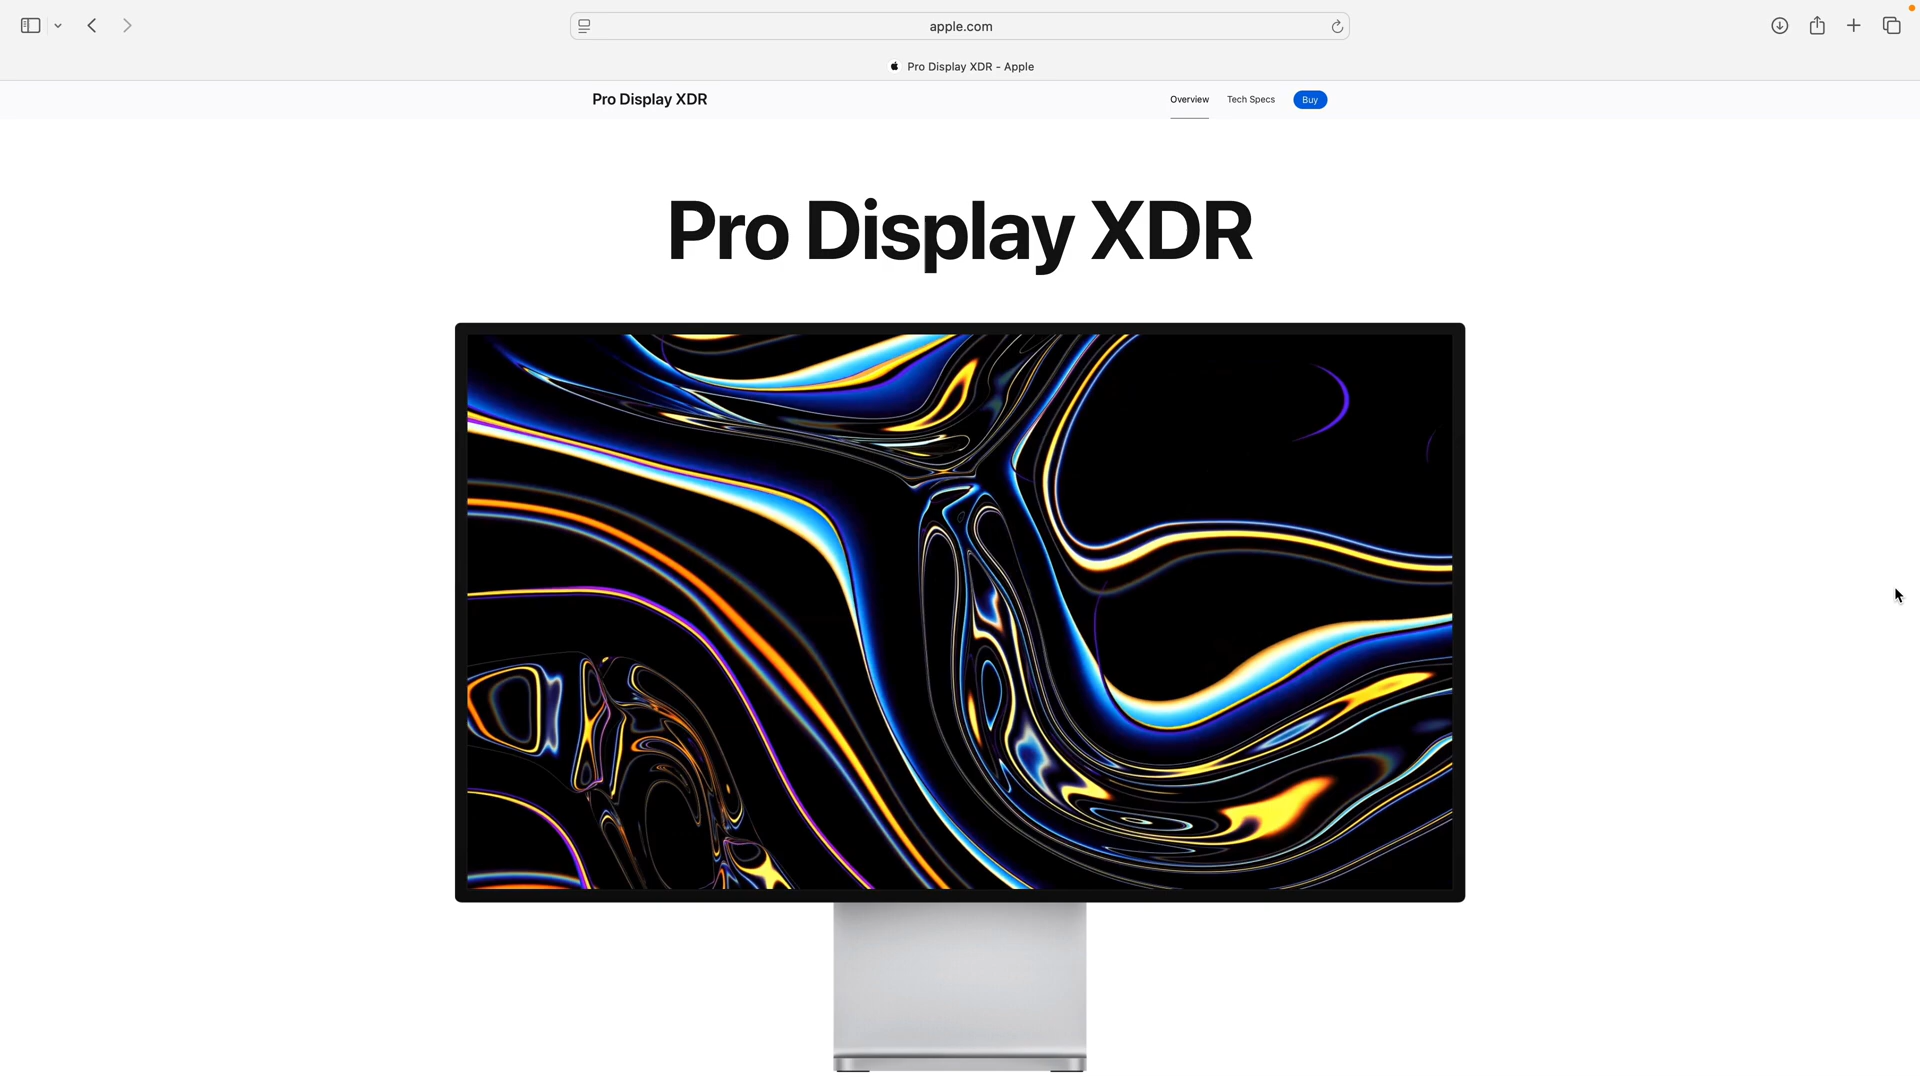 apple.com
Pro Display XDR - Apple
Pro Display XDR
Overview
Tech Specs
Buy
Pro Display XDR